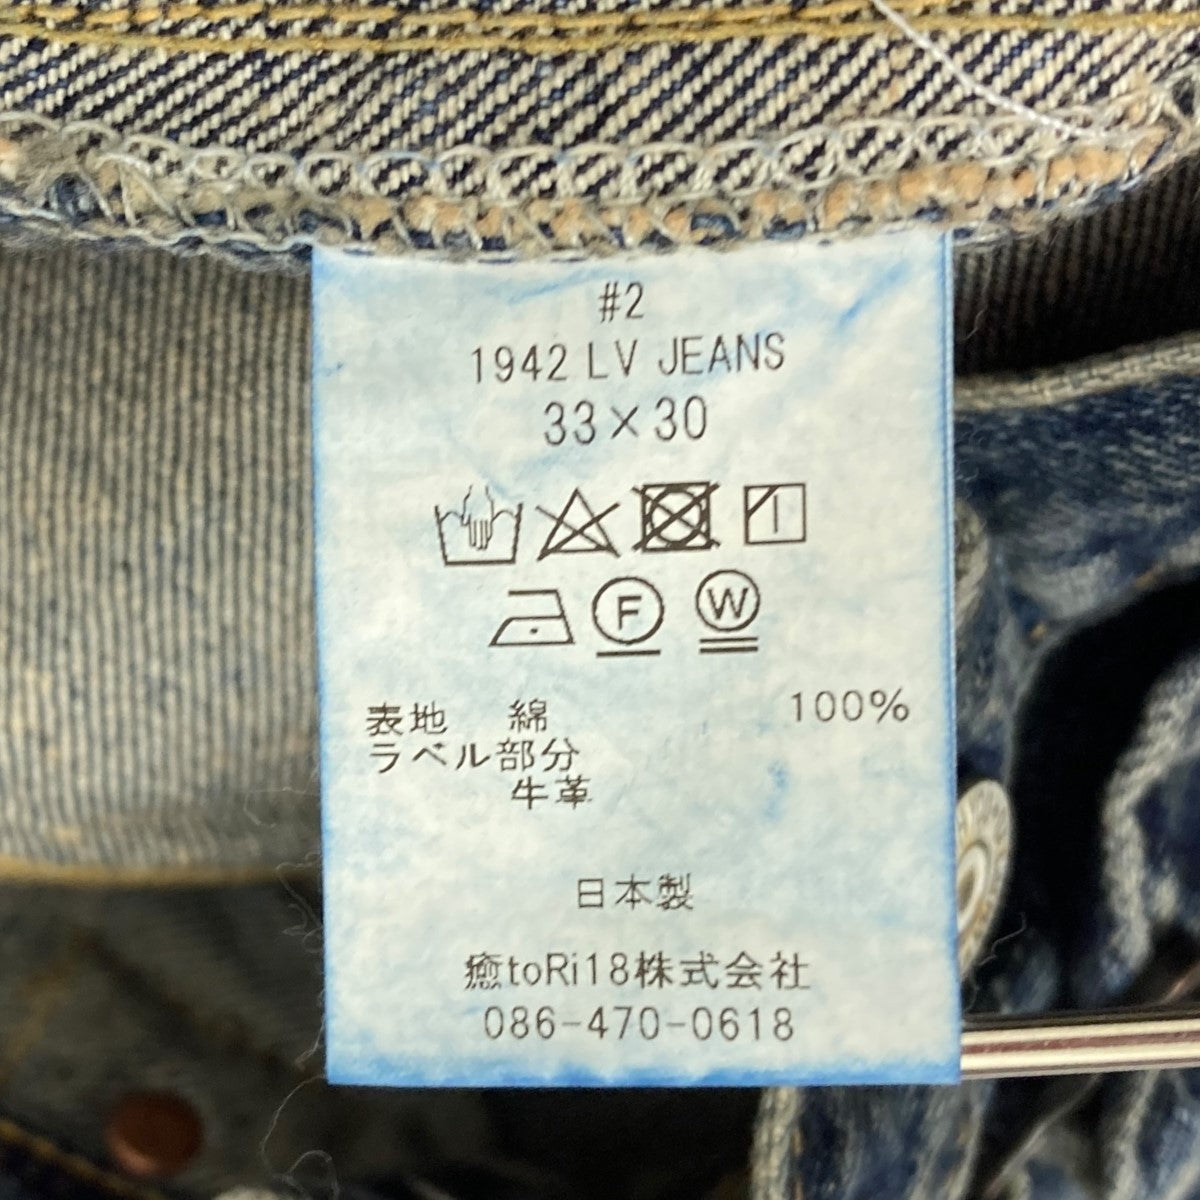 #2
1942 LV JEANS
33×30
F W
表地 綿 100%
ラベル部分
牛革
日本製
癒toRi18株式会社
086-470-0618